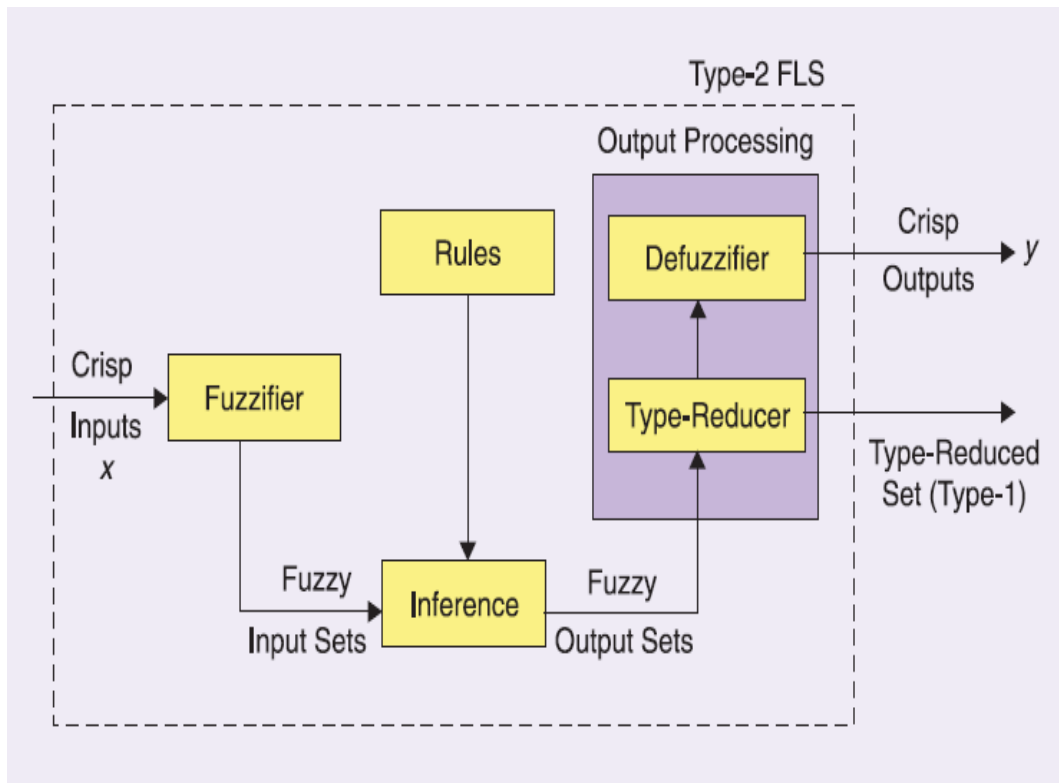 Type-2 FLS
Output Processing
Rules
Defuzzifier
Crisp
Outputs
y
Crisp
Inputs
x
Fuzzifier
Type-Reducer
Type-Reduced
Set (Type-1)
Fuzzy
Input Sets
Inference
Fuzzy
Output Sets